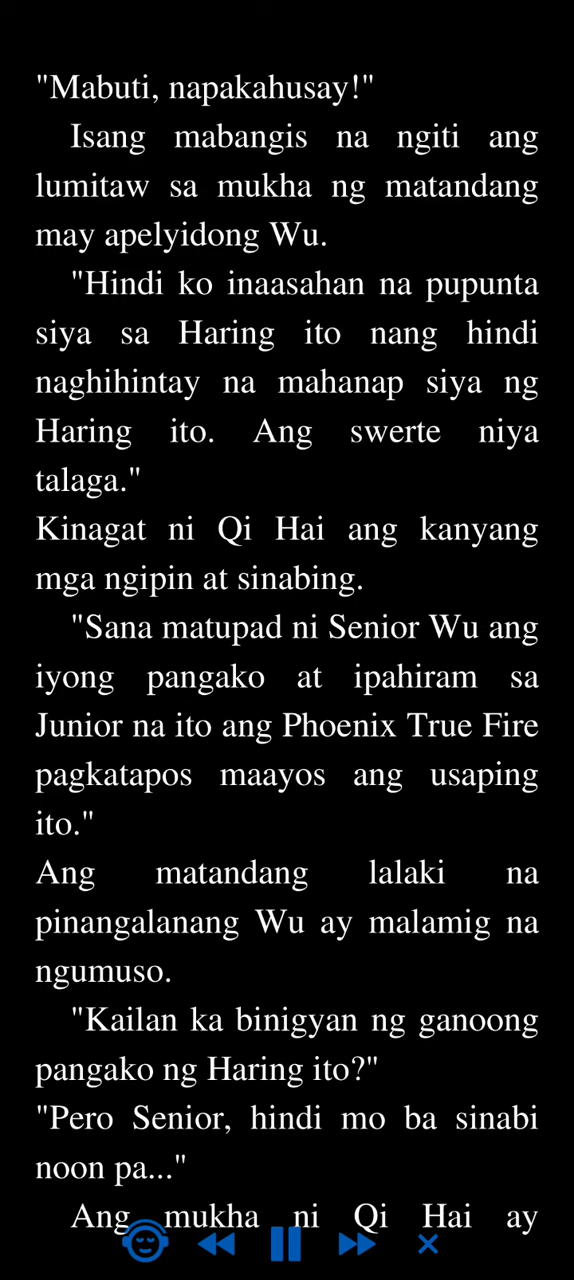 "Mabuti, napakahusay!"
Isang mabangis na ngiti ang
lumitaw sa mukha ng matandang
may apelyidong Wu.
"Hindi ko inaasahan na pupunta
siya sa Haring ito nang hindi
naghihintay na mahanap siya ng
Haring ito. Ang swerte niya
talaga."
Kinagat ni Qi Hai ang kanyang
mga ngipin at sinabing.
"Sana matupad ni Senior Wu ang
iyong pangako at ipahiram sa
Junior na ito ang Phoenix True Fire
pagkatapos maayos ang usaping
ito."
Ang matandang lalaki na
pinangalanang Wu ay malamig na
ngumuso.
"Kailan ka binigyan ng ganoong
pangako ng Haring ito?"
"Pero Senior, hindi mo ba sinabi
noon pa..."
Ang mukha ni Qi Hai ay